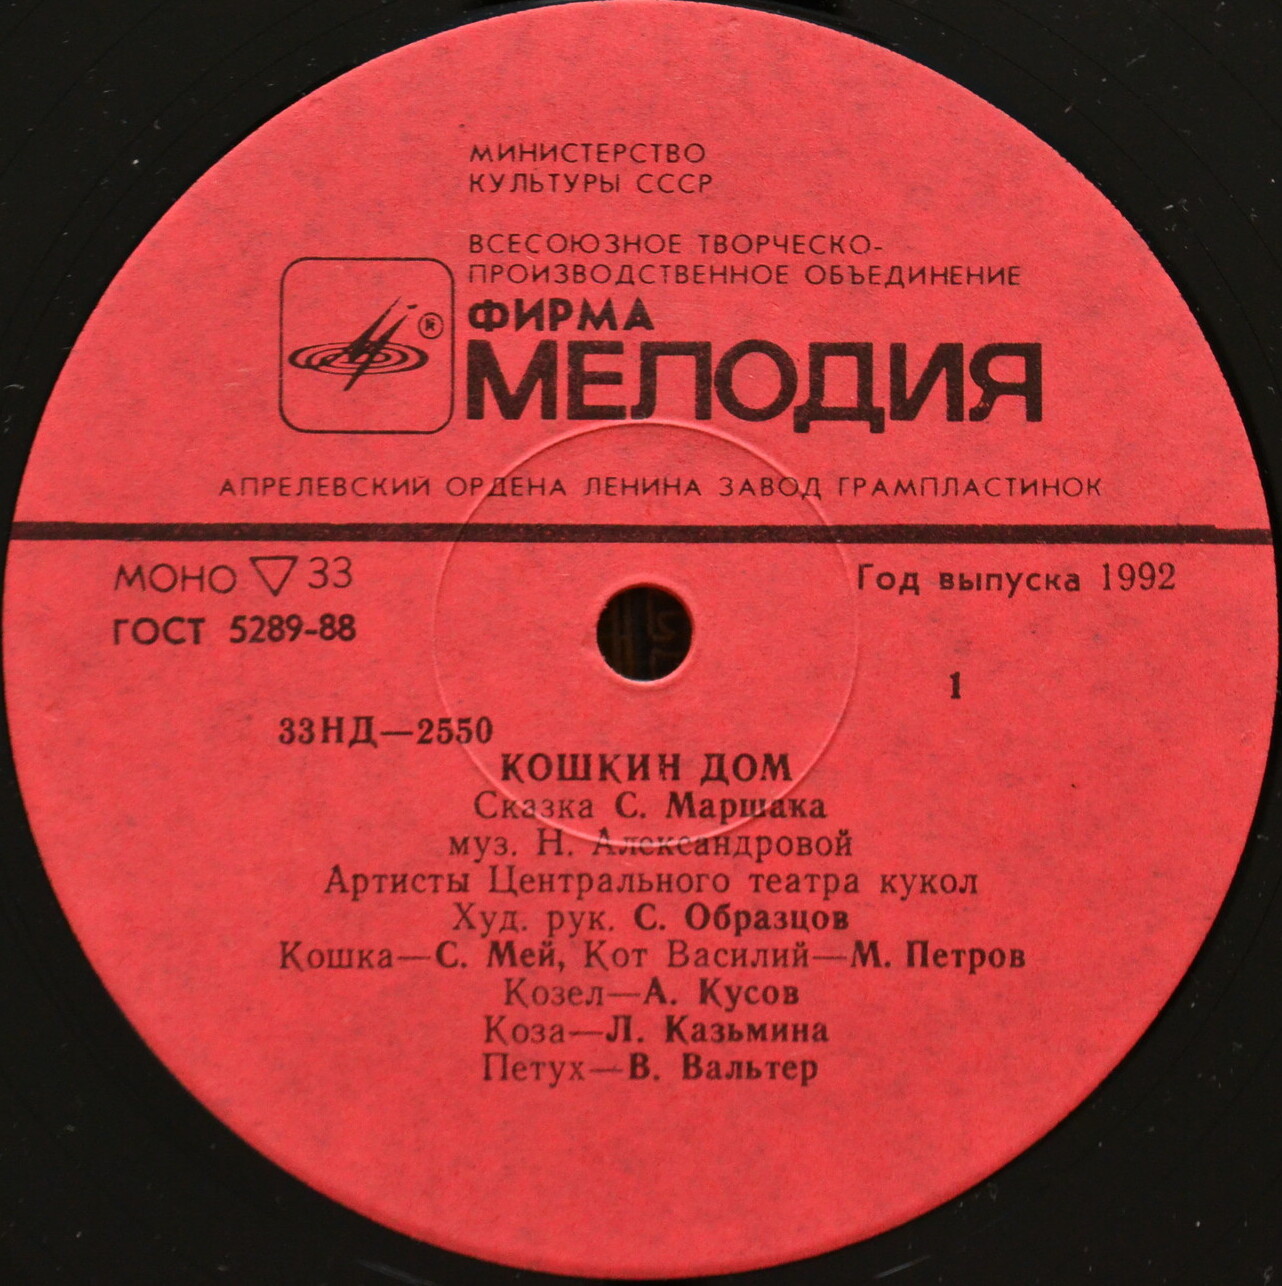 МИНИСТЕРСТВО
КУЛЬТУРЫ СССР
ВСЕСОЮЗНОЕ ТВОРЧЕСКО-
ПРОИЗВОДСТВЕННОЕ ОБЪЕДИНЕНИЕ
ФИРМА
®
МЕЛОДИЯ
АПРЕЛЕВСКИЙ ОРДЕНА ЛЕНИНА ЗАВОД ГРАМПЛАСТИНОК
МОНО ▽ 33
Год выпуска 1992
ГОСТ 5289-88
1
33НД—2550
КОШКИН ДОМ
Сказка С. Маршака
муз. Н. Александровой
Артисты Центрального театра кукол
Худ. рук. С. Образцов
Кошка—С. Мей, Кот Василий—М. Петров
Козел—А. Кусов
Коза—Л. Казьмина
Петух—В. Вальтер